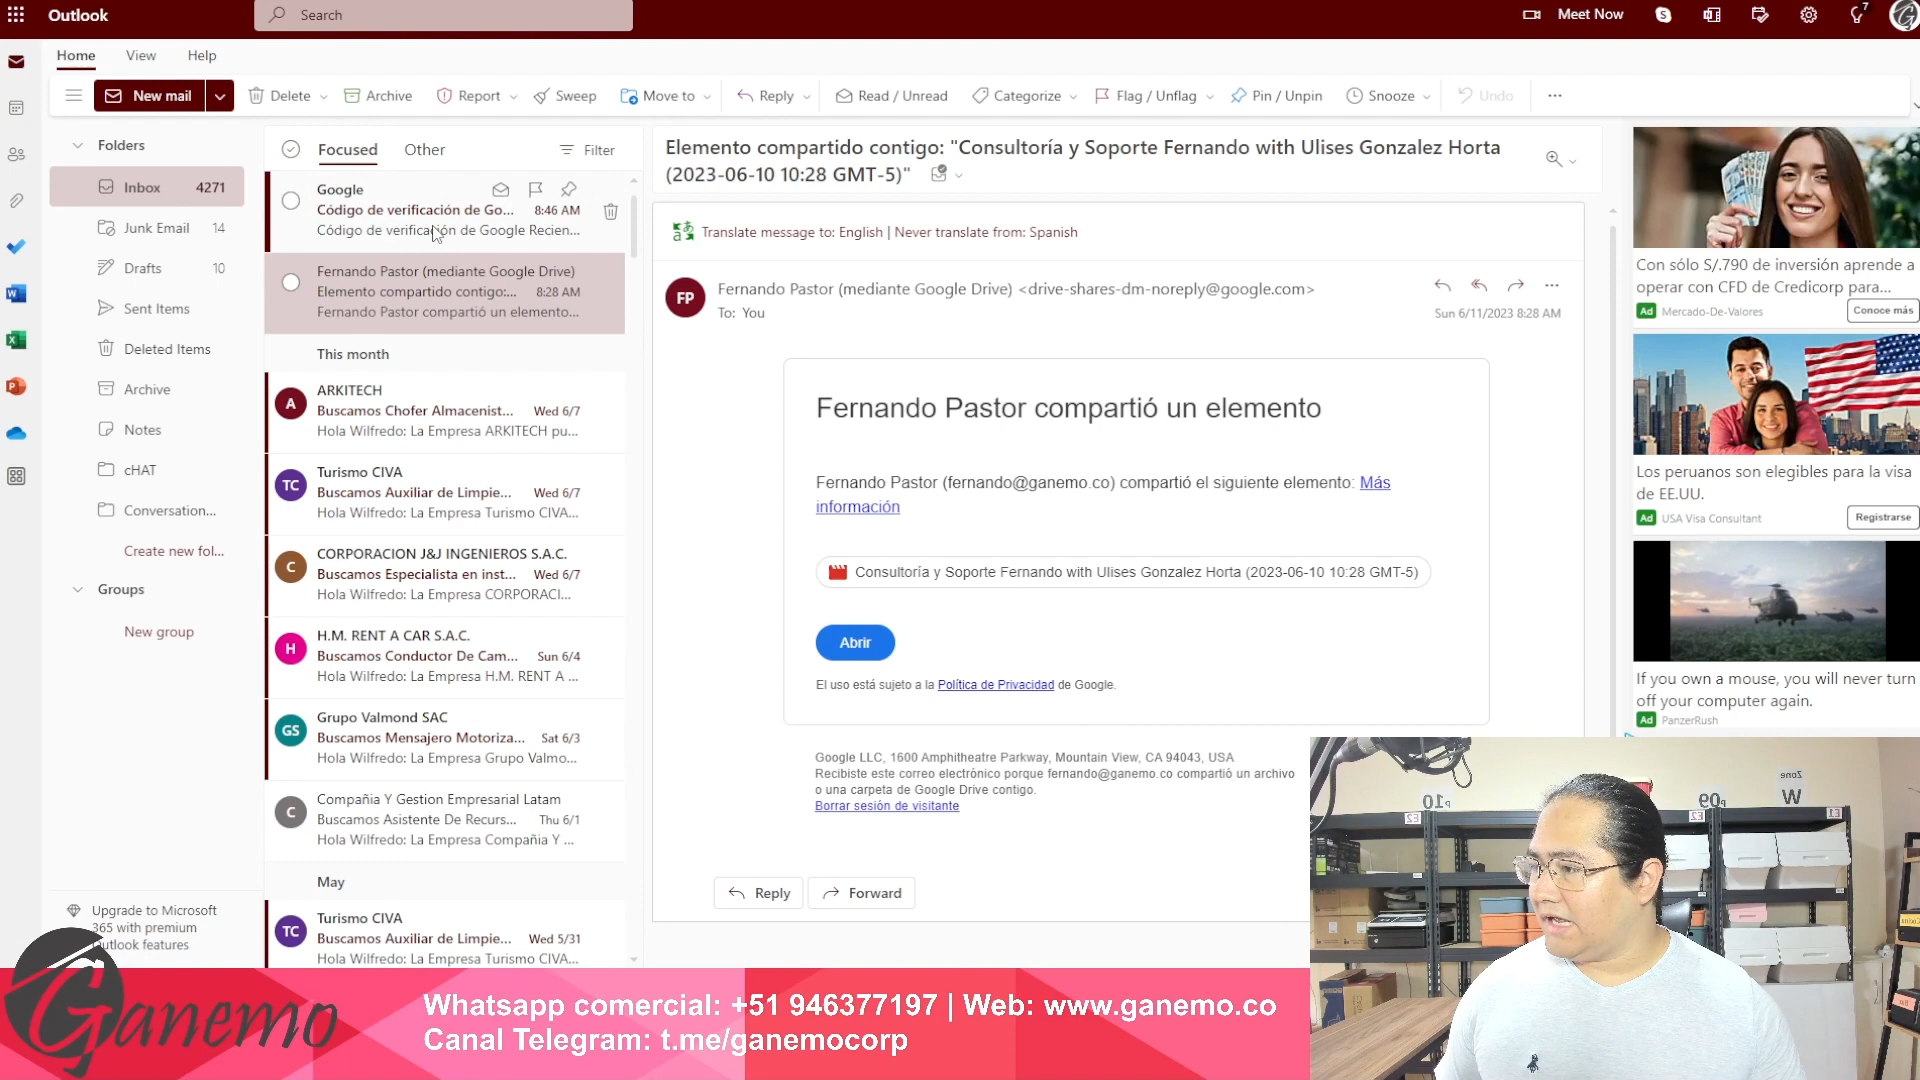 Outlook
Search
Meet Now
7
Home
View
Help
New mail
Delete
Archive
Report
Sweep
Move to
Reply
Read / Unread
Categorize
Flag / Unflag
Pin / Unpin
Snooze
Undo
Folders
Inbox 4271
Junk Email 14
Drafts 10
Sent Items
Deleted Items
Archive
Notes
cHAT
Conversation...
Create new fol...
Groups
New group
Upgrade to Microsoft
365 with premium
Outlook features
Focused
Other
Filter
Google
Código de verificación de Go... 8:46 AM
Código de verificación de Google Recien...
Fernando Pastor (mediante Google Drive)
Elemento compartido contigo:... 8:28 AM
Fernando Pastor compartió un elemento...
This month
A
ARKITECH
Buscamos Chofer Almacenist... Wed 6/7
Hola Wilfredo: La Empresa ARKITECH pu...
TC
Turismo CIVA
Buscamos Auxiliar de Limpie... Wed 6/7
Hola Wilfredo: La Empresa Turismo CIVA...
C
CORPORACION J&J INGENIEROS S.A.C.
Buscamos Especialista en inst... Wed 6/7
Hola Wilfredo: La Empresa CORPORACI...
H
H.M. RENT A CAR S.A.C.
Buscamos Conductor De Cam... Sun 6/4
Hola Wilfredo: La Empresa H.M. RENT A ...
GS
Grupo Valmond SAC
Buscamos Mensajero Motoriza... Sat 6/3
Hola Wilfredo: La Empresa Grupo Valmo...
C
Compañia Y Gestion Empresarial Latam
Buscamos Asistente De Recurs... Thu 6/1
Hola Wilfredo: La Empresa Compañia Y ...
May
TC
Turismo CIVA
Buscamos Auxiliar de Limpie... Wed 5/31
Hola Wilfredo: La Empresa Turismo CIVA...
Elemento compartido contigo: "Consultoría y Soporte Fernando with Ulises Gonzalez Horta
(2023-06-10 10:28 GMT-5)"
Translate message to: English | Never translate from: Spanish
FP
Fernando Pastor (mediante Google Drive) <drive-shares-dm-noreply@google.com>
To: You
Sun 6/11/2023 8:28 AM
Fernando Pastor compartió un elemento
Fernando Pastor (fernando@ganemo.co) compartió el siguiente elemento: Más
información
Consultoría y Soporte Fernando with Ulises Gonzalez Horta (2023-06-10 10:28 GMT-5)
Abrir
El uso está sujeto a la Política de Privacidad de Google.
Google LLC, 1600 Amphitheatre Parkway, Mountain View, CA 94043, USA
Recibiste este correo electrónico porque fernando@ganemo.co compartió un archivo
o una carpeta de Google Drive contigo.
Borrar sesión de visitante
Reply
Forward
Con sólo S/.790 de inversión aprende a
operar con CFD de Credicorp para...
Ad Mercado-De-Valores
Conoce más
Los peruanos son elegibles para la visa
de EE.UU.
Ad USA Visa Consultant
Registrarse
If you own a mouse, you will never turn
off your computer again.
Ad PanzerRush
Zone
W
P10
P09
E3
E2
E1
Ganemo
Whatsapp comercial: +51 946377197 | Web: www.ganemo.co
Canal Telegram: t.me/ganemocorp